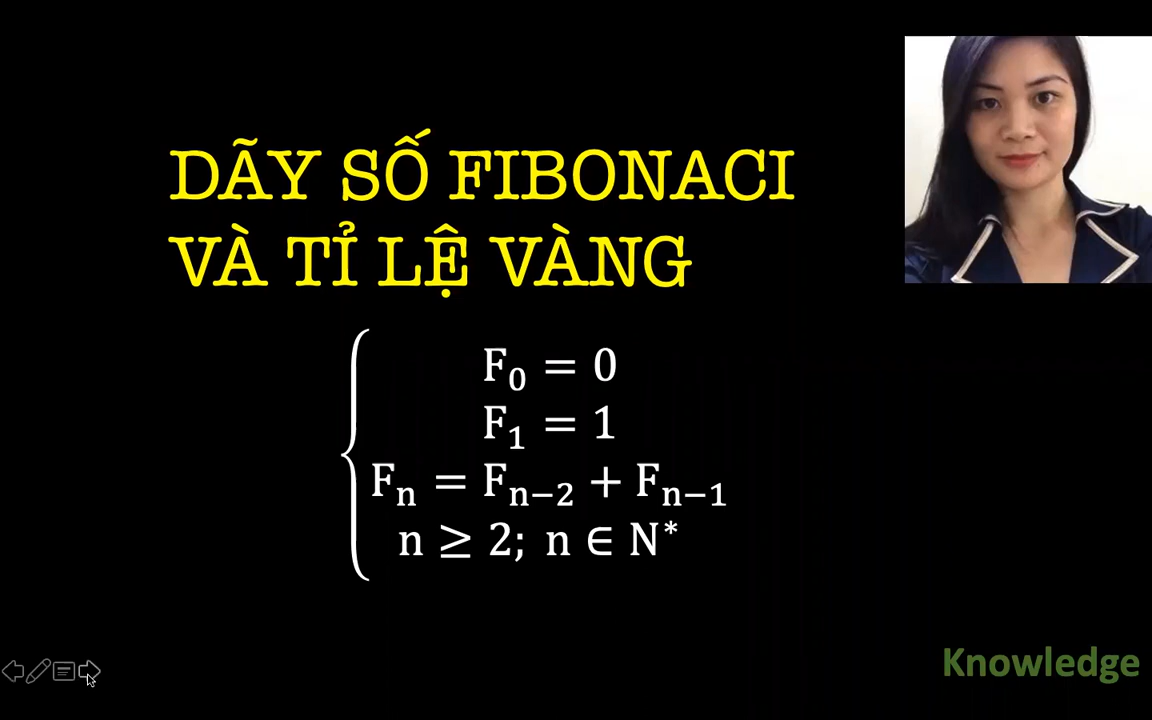 DÃY SỐ FIBONACI
VÀ TỈ LỆ VÀNG
F₀ = 0
F₁ = 1
Fₙ = Fₙ₋₂ + Fₙ₋₁
n ≥ 2; n ∈ N*
Knowledge